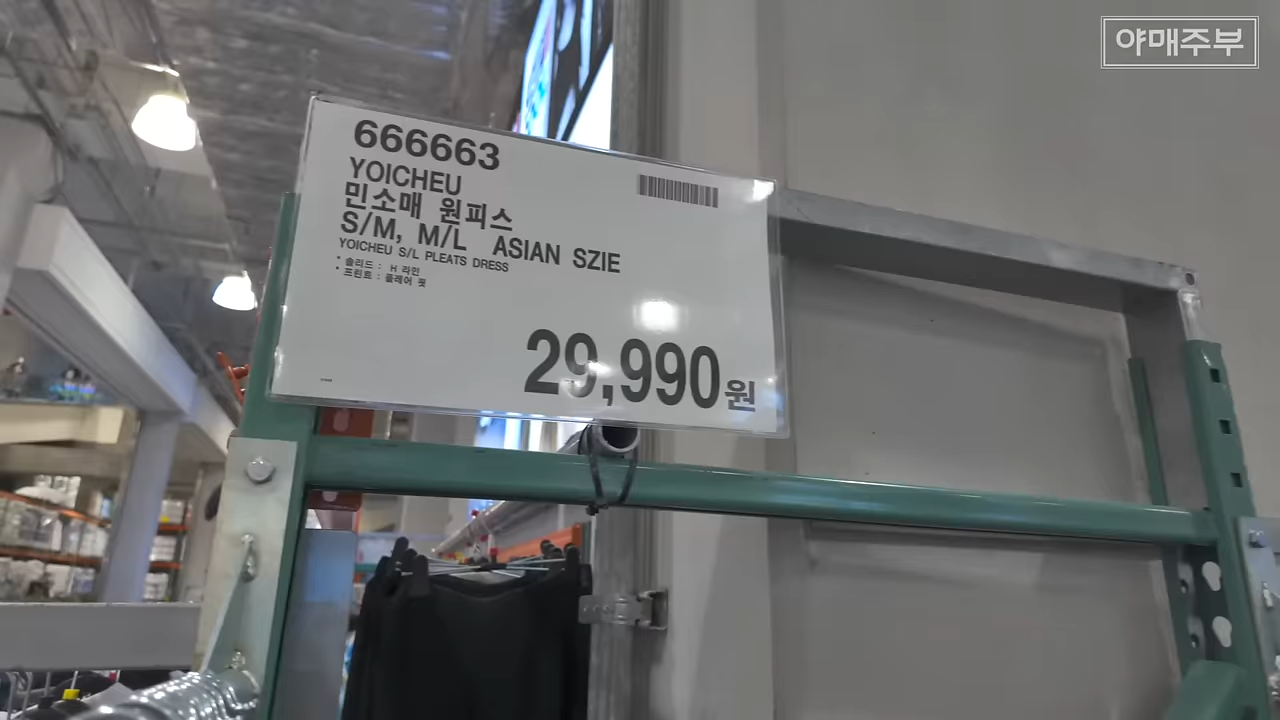 야매주부
666663
YOICHEU
민소매 원피스
S/M, M/L ASIAN SZIE
YOICHEU S/L PLEATS DRESS
* 솔리드 : H 라인
* 프린트 : 플레어 핏
29,990원